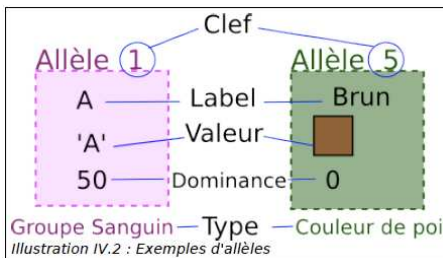 Clef
Allèle 1 Allèle 5
A Label Brun
'A' Valeur
50 Dominance 0
Groupe Sanguin Type Couleur de poi
Illustration IV.2 : Exemples d'allèles